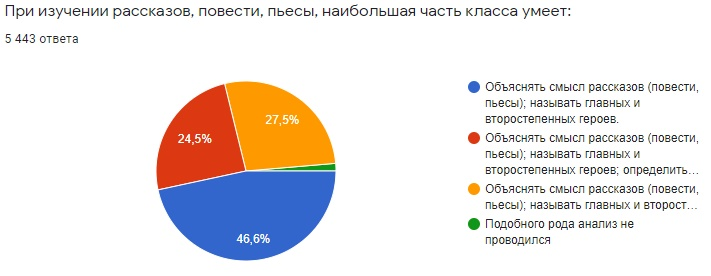 При изучении рассказов, повести, пьесы, наибольшая часть класса умеет:
5 443 ответа
27,5%
24,5%
46,6%
Объяснять смысл рассказов (повести,
пьесы); называть главных и
второстепенных героев.
Объяснять смысл рассказов (повести,
пьесы); называть главных и
второстепенных героев; определить…
Объяснять смысл рассказов (повести,
пьесы); называть главных и второст…
Подобного рода анализ не
проводился